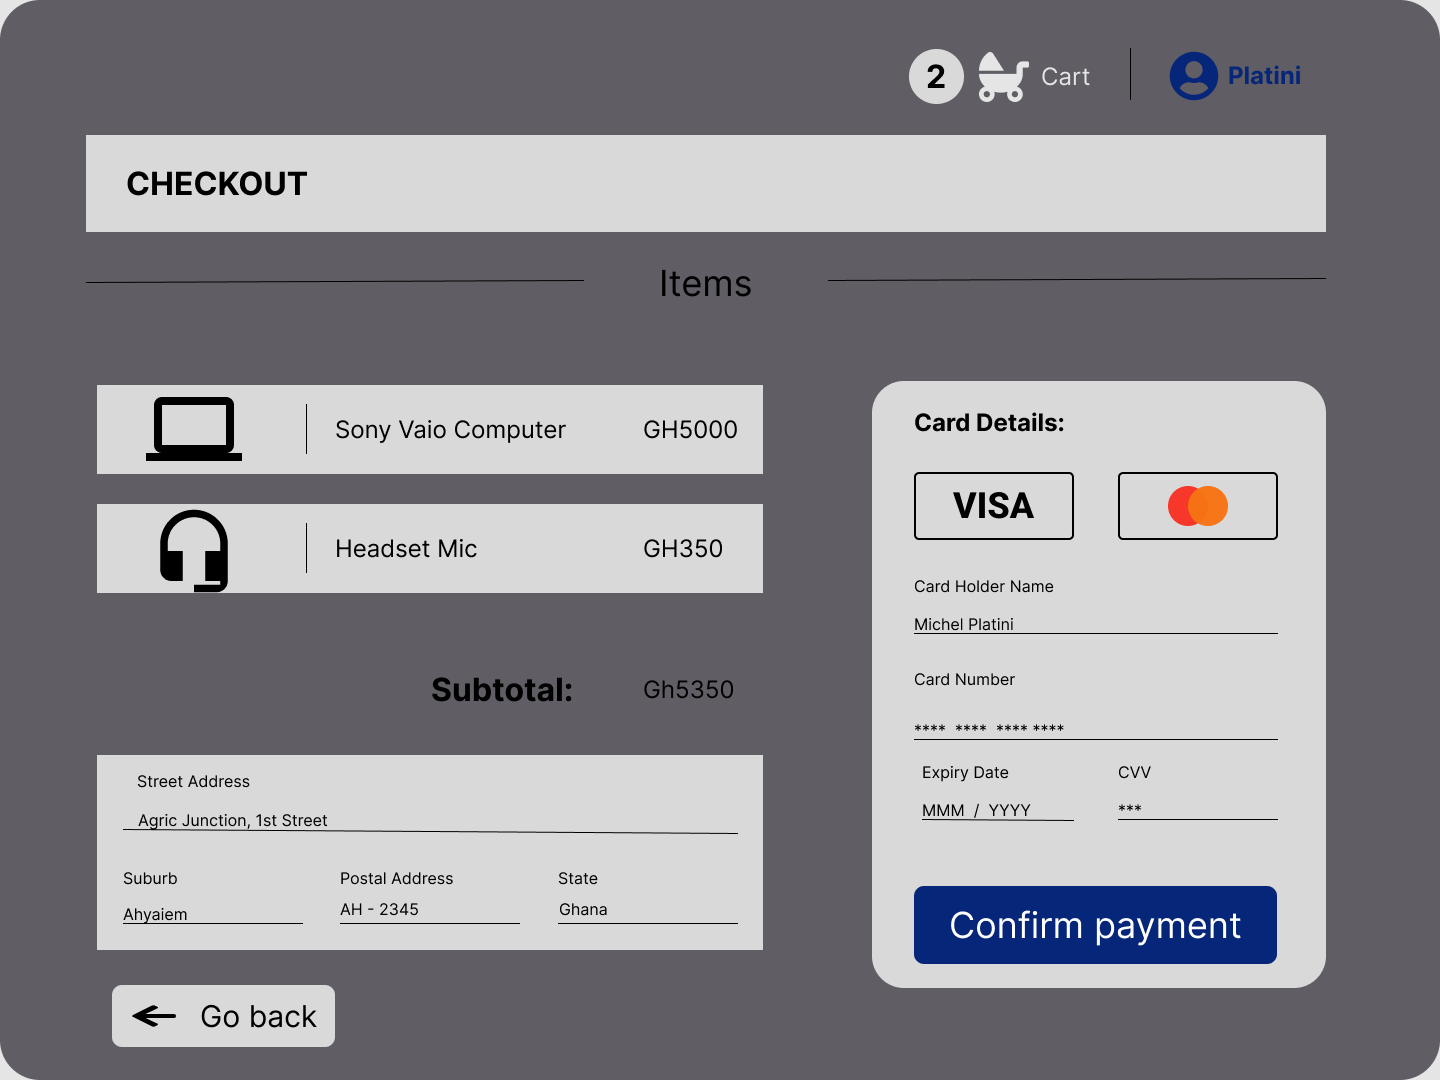 2 Cart Platini
CHECKOUT
Items
Sony Vaio Computer GH5000
Headset Mic GH350
Subtotal: Gh5350
Street Address
Agric Junction, 1st Street
Suburb Postal Address State
Ahyaiem AH - 2345 Ghana
Go back
Card Details:
VISA
Card Holder Name
Michel Platini
Card Number
**** **** **** ****
Expiry Date CVV
MMM / YYYY ***
Confirm payment